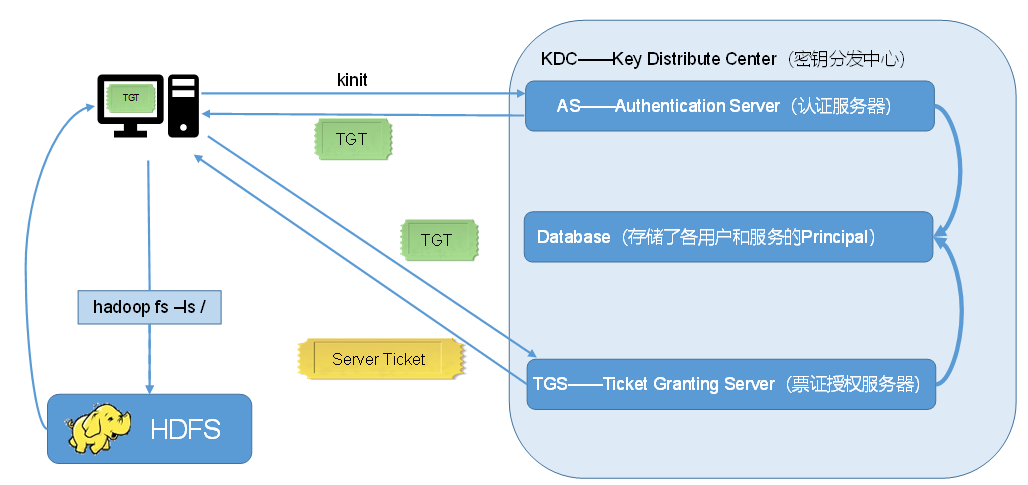 KDC——Key Distribute Center（密钥分发中心）
TGT
kinit
AS——Authentication Server（认证服务器）
TGT
Database（存储了各用户和服务的Principal）
TGT
hadoop fs –ls /
Server Ticket
TGS——Ticket Granting Server（票证授权服务器）
HDFS